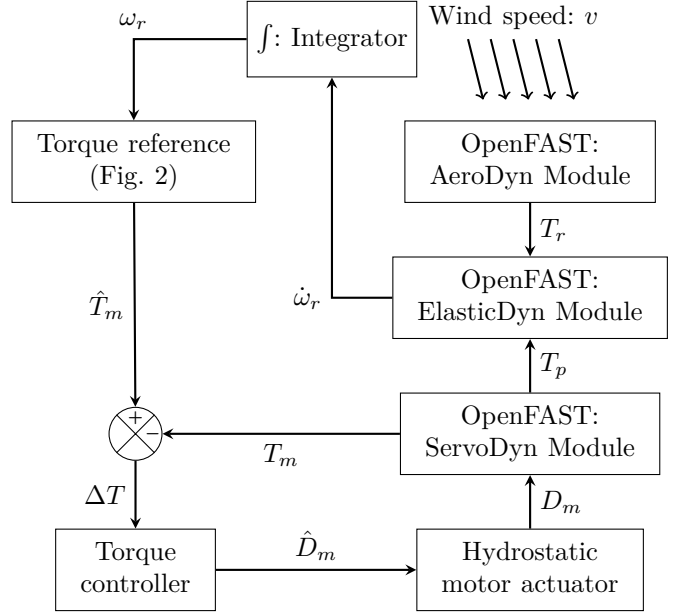 ω_r
∫: Integrator
Wind speed: v
Torque reference
(Fig. 2)
OpenFAST:
AeroDyn Module
T_r
OpenFAST:
ElasticDyn Module
ω̇_r
T̂_m
T_p
+
−
OpenFAST:
ServoDyn Module
T_m
ΔT
D_m
Torque
controller
D̂_m
Hydrostatic
motor actuator